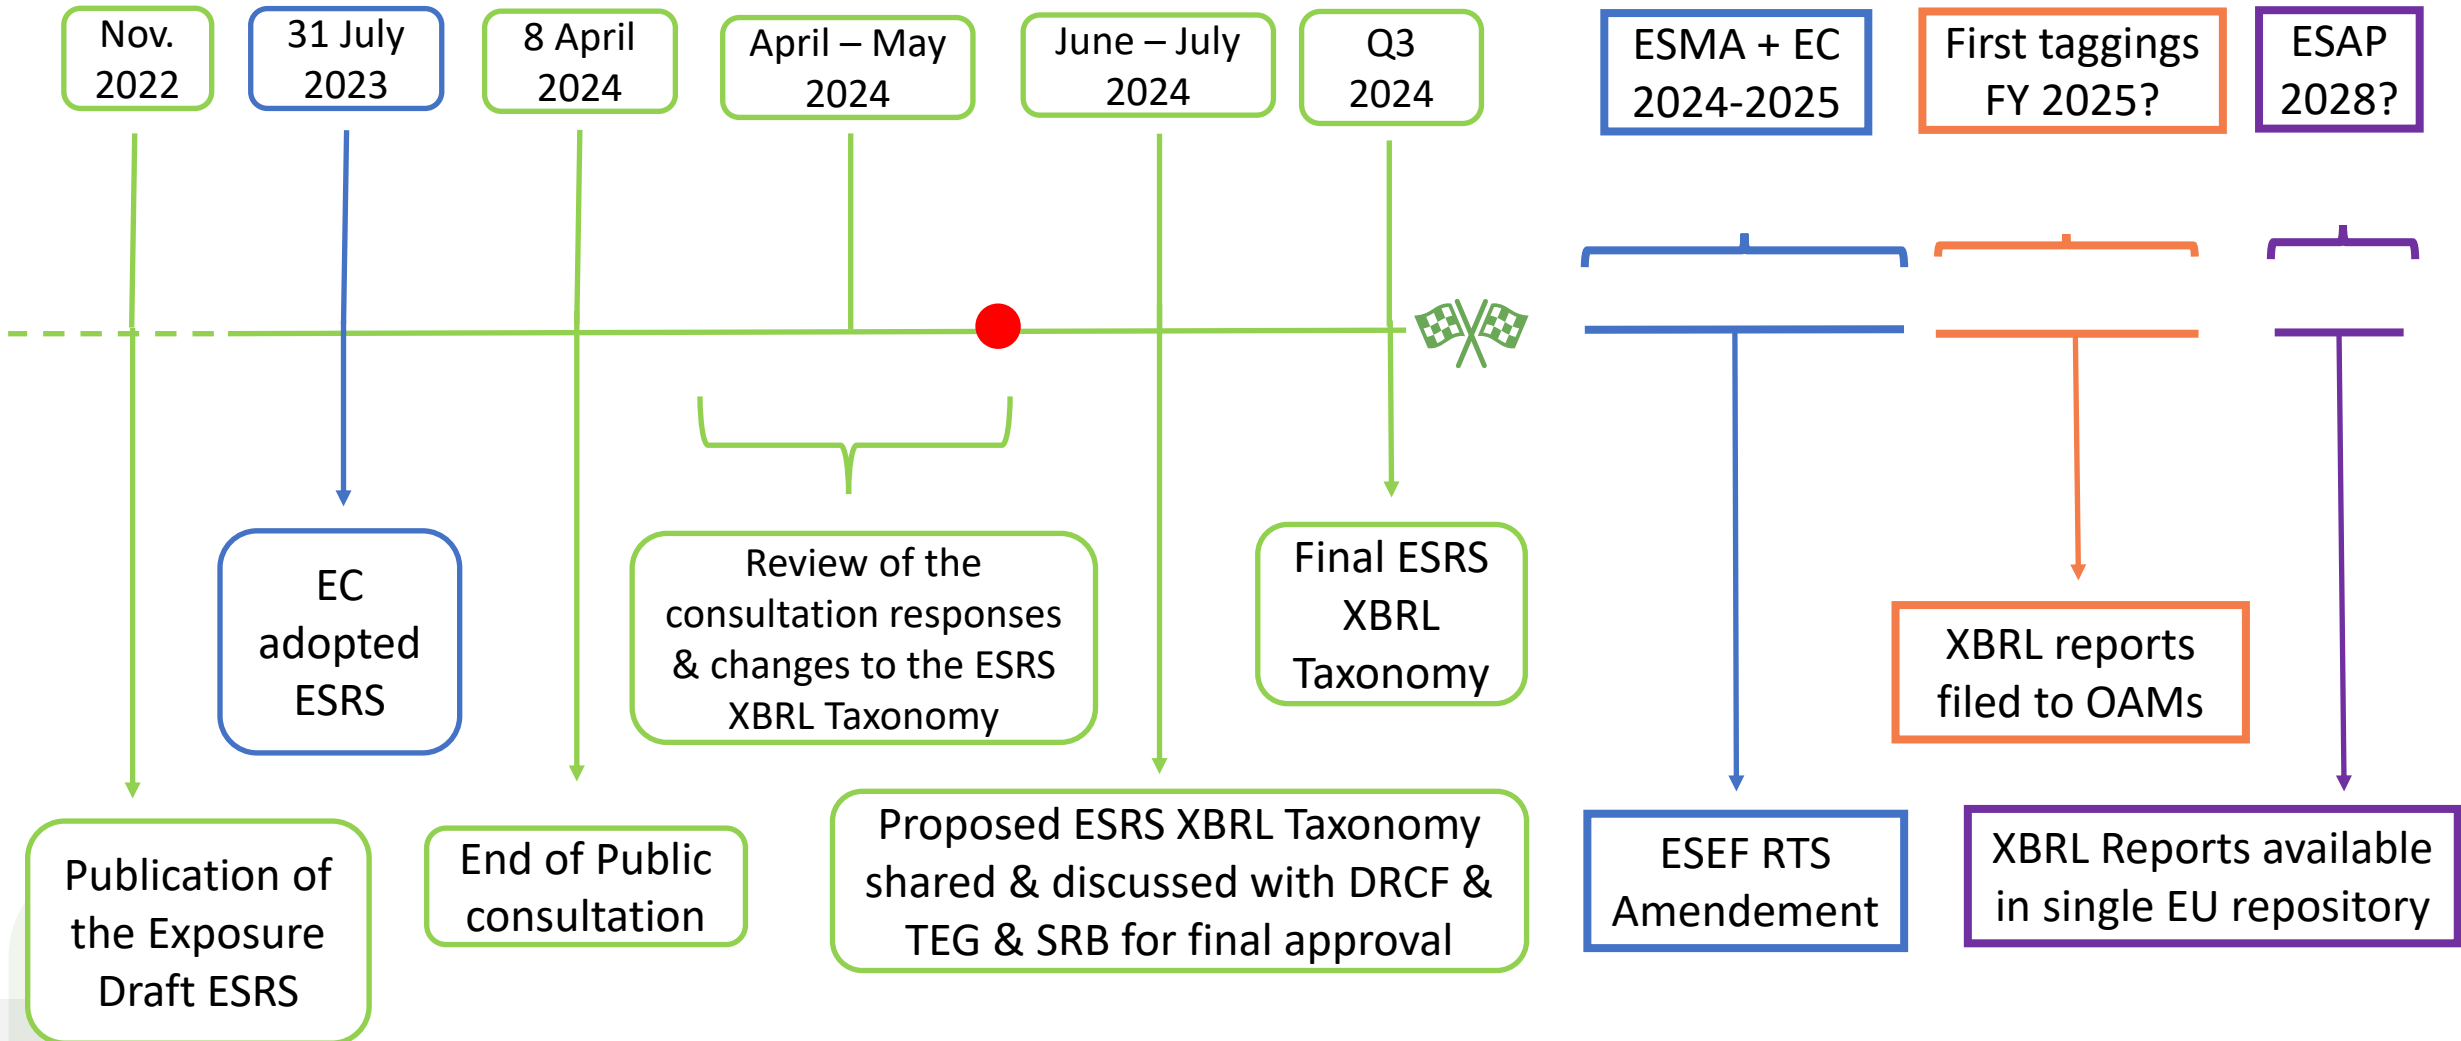 Nov.
2022
31 July
2023
8 April
2024
April – May
2024
June – July
2024
Q3
2024
ESMA + EC
2024-2025
First taggings
FY 2025?
ESAP
2028?
Publication of
the Exposure
Draft ESRS
EC
adopted
ESRS
End of Public
consultation
Review of the
consultation responses
& changes to the ESRS
XBRL Taxonomy
Proposed ESRS XBRL Taxonomy
shared & discussed with DRCF &
TEG & SRB for final approval
Final ESRS
XBRL
Taxonomy
ESEF RTS
Amendement
XBRL reports
filed to OAMs
XBRL Reports available
in single EU repository